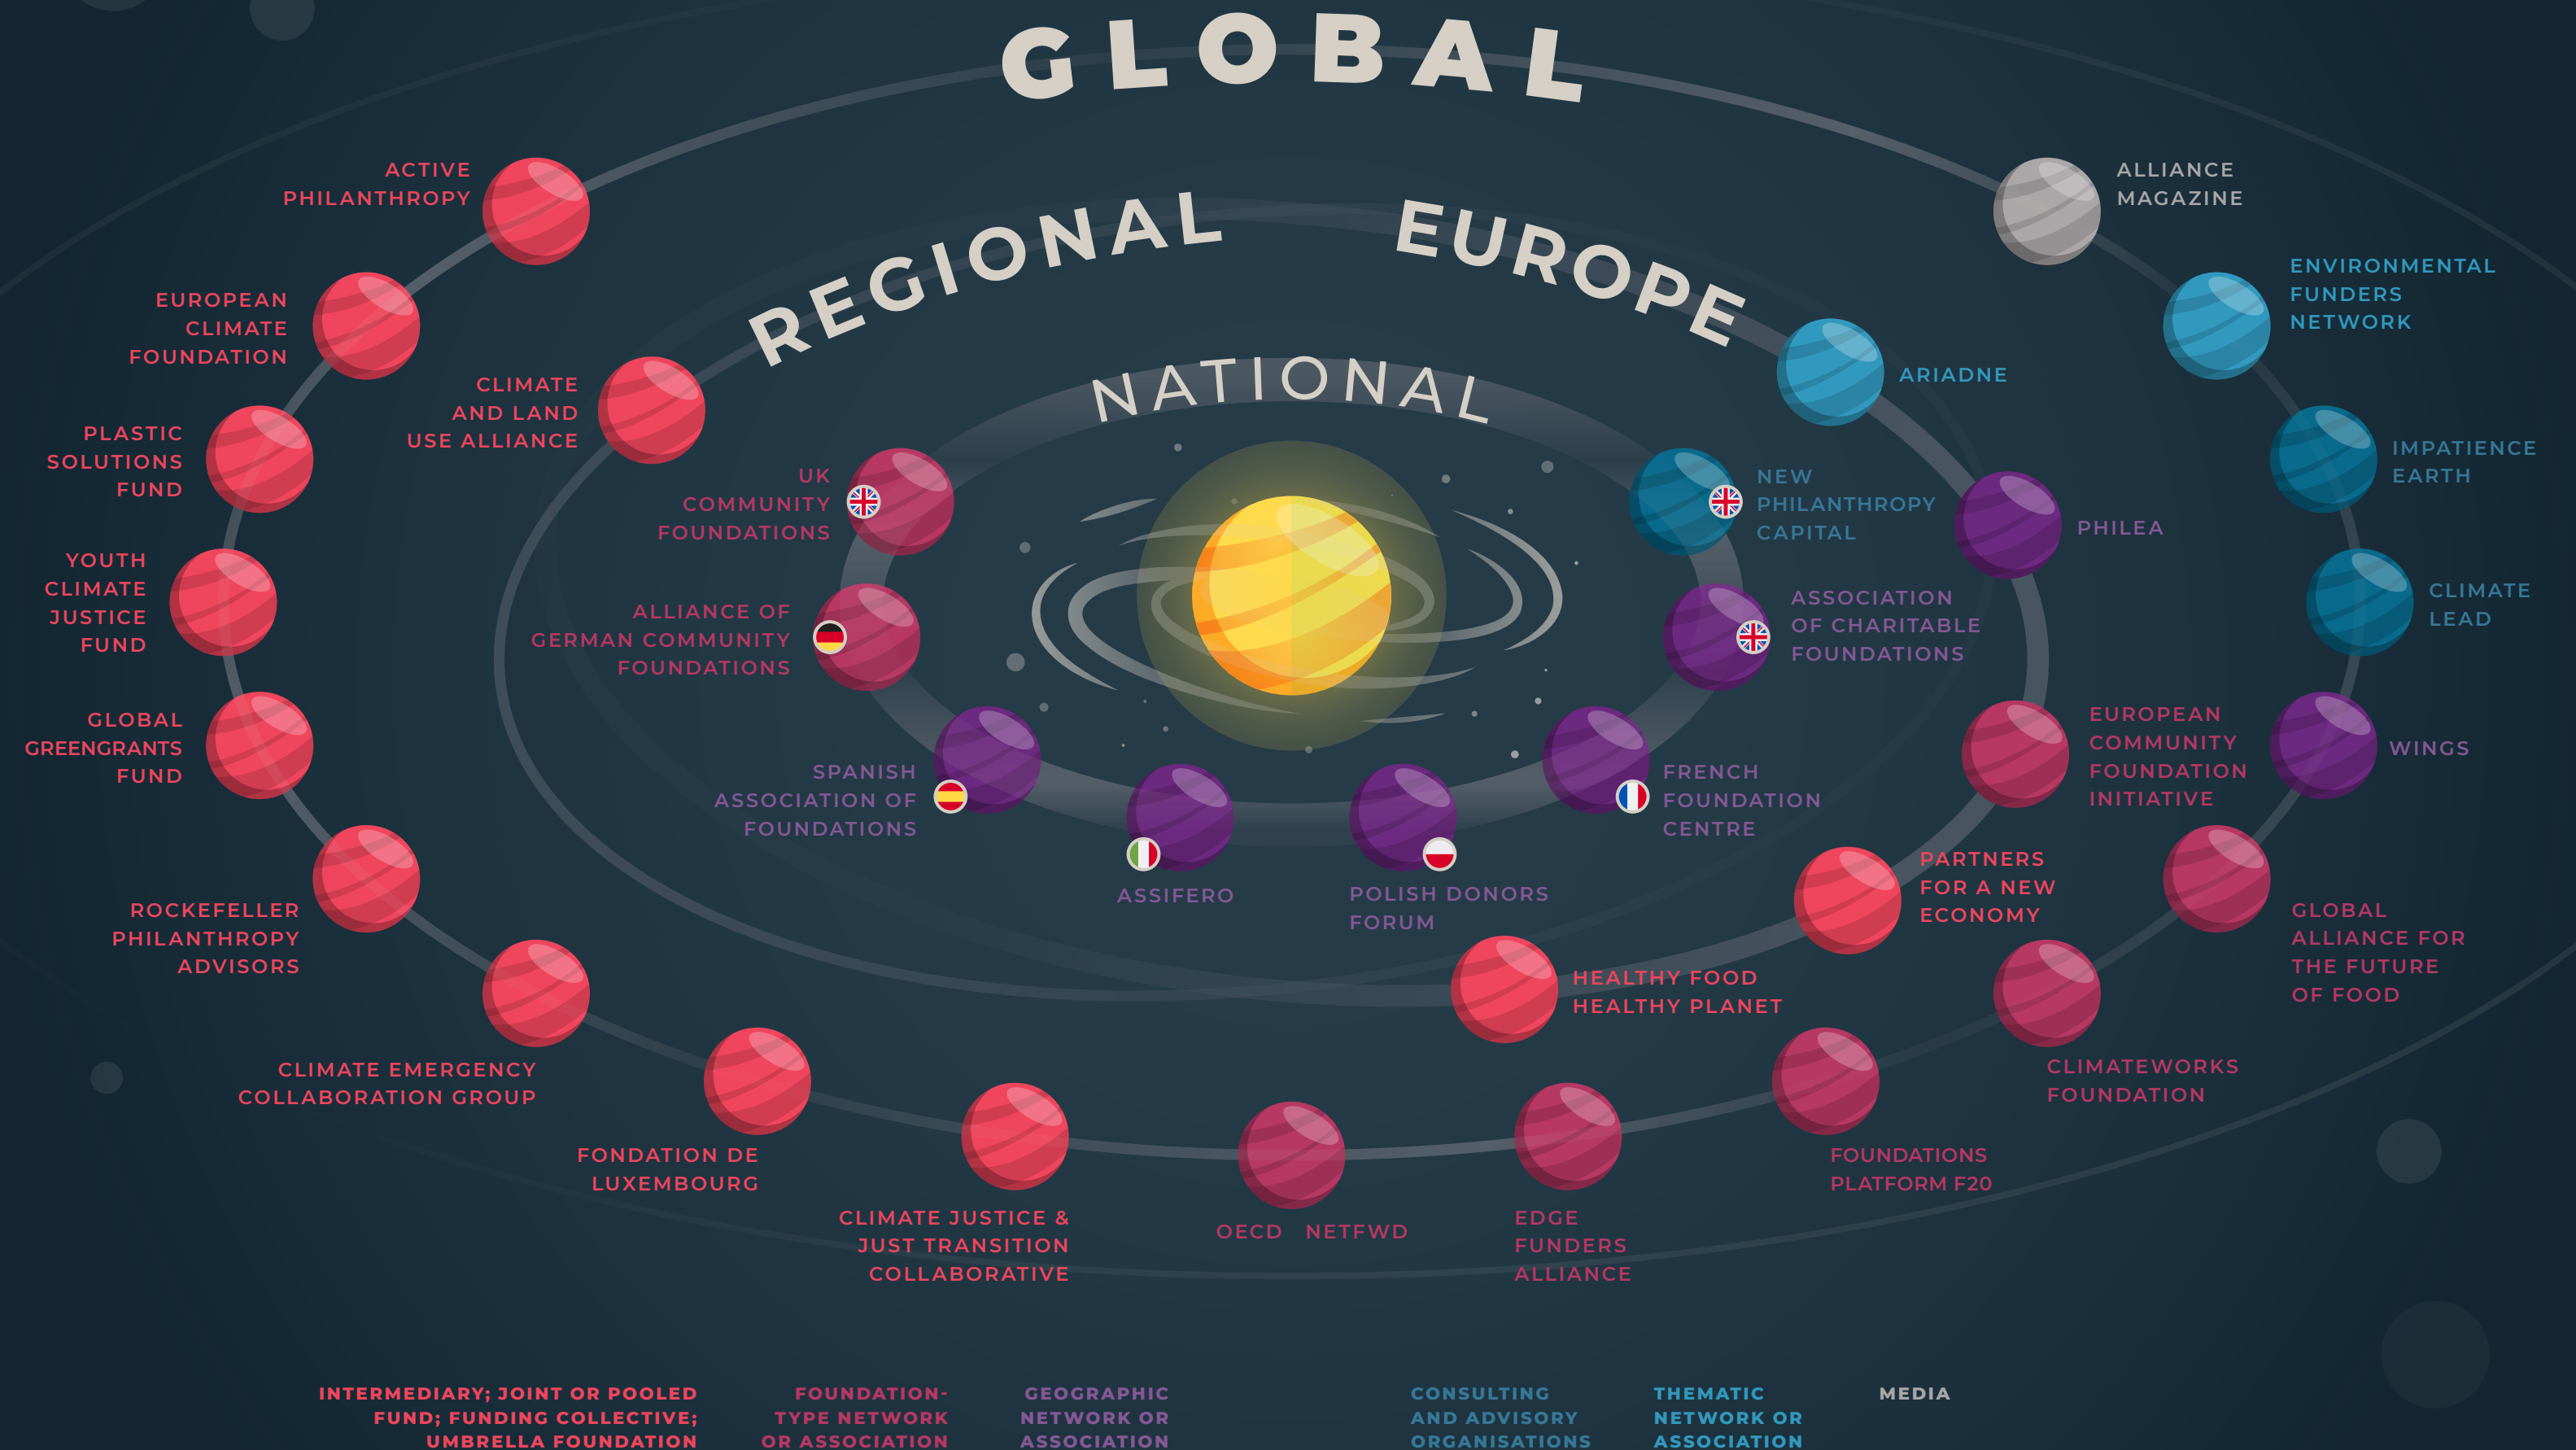 GLOBAL
REGIONAL EUROPE
NATIONAL
ACTIVE
PHILANTHROPY
EUROPEAN
CLIMATE
FOUNDATION
PLASTIC
SOLUTIONS
FUND
YOUTH
CLIMATE
JUSTICE
FUND
GLOBAL
GREENGRANTS
FUND
ROCKEFELLER
PHILANTHROPY
ADVISORS
CLIMATE EMERGENCY
COLLABORATION GROUP
FONDATION DE
LUXEMBOURG
CLIMATE JUSTICE &
JUST TRANSITION
COLLABORATIVE
OECD NETFWD
EDGE
FUNDERS
ALLIANCE
FOUNDATIONS
PLATFORM F20
CLIMATEWORKS
FOUNDATION
GLOBAL
ALLIANCE FOR
THE FUTURE
OF FOOD
WINGS
CLIMATE
LEAD
IMPATIENCE
EARTH
ENVIRONMENTAL
FUNDERS
NETWORK
ALLIANCE
MAGAZINE
CLIMATE
AND LAND
USE ALLIANCE
ARIADNE
PHILEA
EUROPEAN
COMMUNITY
FOUNDATION
INITIATIVE
PARTNERS
FOR A NEW
ECONOMY
HEALTHY FOOD
HEALTHY PLANET
UK
COMMUNITY
FOUNDATIONS
ALLIANCE OF
GERMAN COMMUNITY
FOUNDATIONS
SPANISH
ASSOCIATION OF
FOUNDATIONS
ASSIFERO
POLISH DONORS
FORUM
FRENCH
FOUNDATION
CENTRE
ASSOCIATION
OF CHARITABLE
FOUNDATIONS
NEW
PHILANTHROPY
CAPITAL
INTERMEDIARY; JOINT OR POOLED
FUND; FUNDING COLLECTIVE;
UMBRELLA FOUNDATION
FOUNDATION-
TYPE NETWORK
OR ASSOCIATION
GEOGRAPHIC
NETWORK OR
ASSOCIATION
CONSULTING
AND ADVISORY
ORGANISATIONS
THEMATIC
NETWORK OR
ASSOCIATION
MEDIA